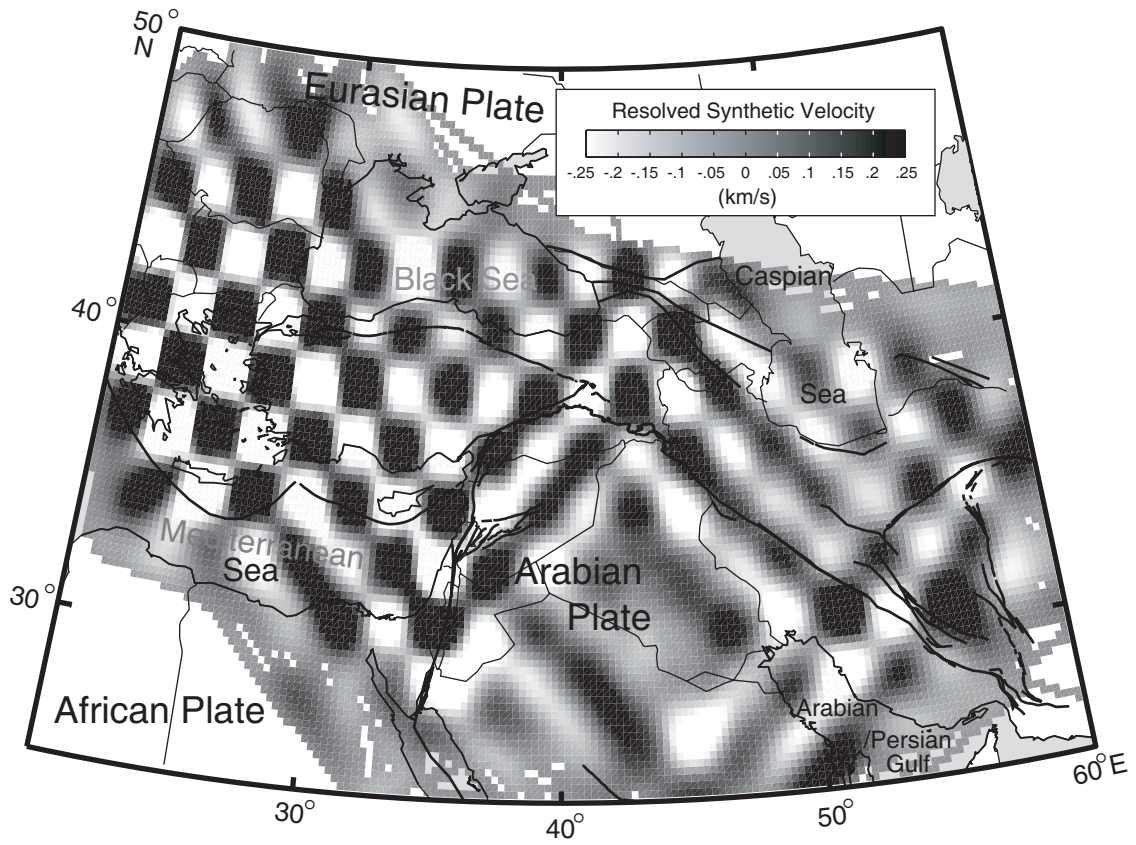 50°
N
Eurasian Plate
Resolved Synthetic Velocity
-.25 -.2 -.15 -.1 -.05 0 .05 .1 .15 .2 .25
(km/s)
Black Sea
Caspian
Sea
40°
Mediterranean
Sea
Arabian
Plate
30°
African Plate
Arabian
/Persian
Gulf
30°
40°
50°
60°E